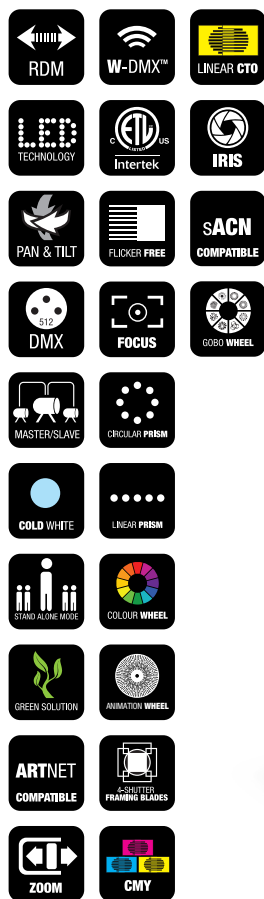 RDM
W-DMX™
LINEAR CTO
LED
TECHNOLOGY
C ETL US
LISTED
Intertek
IRIS
PAN & TILT
FLICKER FREE
sACN
COMPATIBLE
512
DMX
FOCUS
GOBO WHEEL
MASTER/SLAVE
CIRCULAR PRISM
COLD WHITE
LINEAR PRISM
STAND ALONE MODE
COLOUR WHEEL
GREEN SOLUTION
ANIMATION WHEEL
ARTNET
COMPATIBLE
4-SHUTTER
FRAMING BLADES
ZOOM
CMY